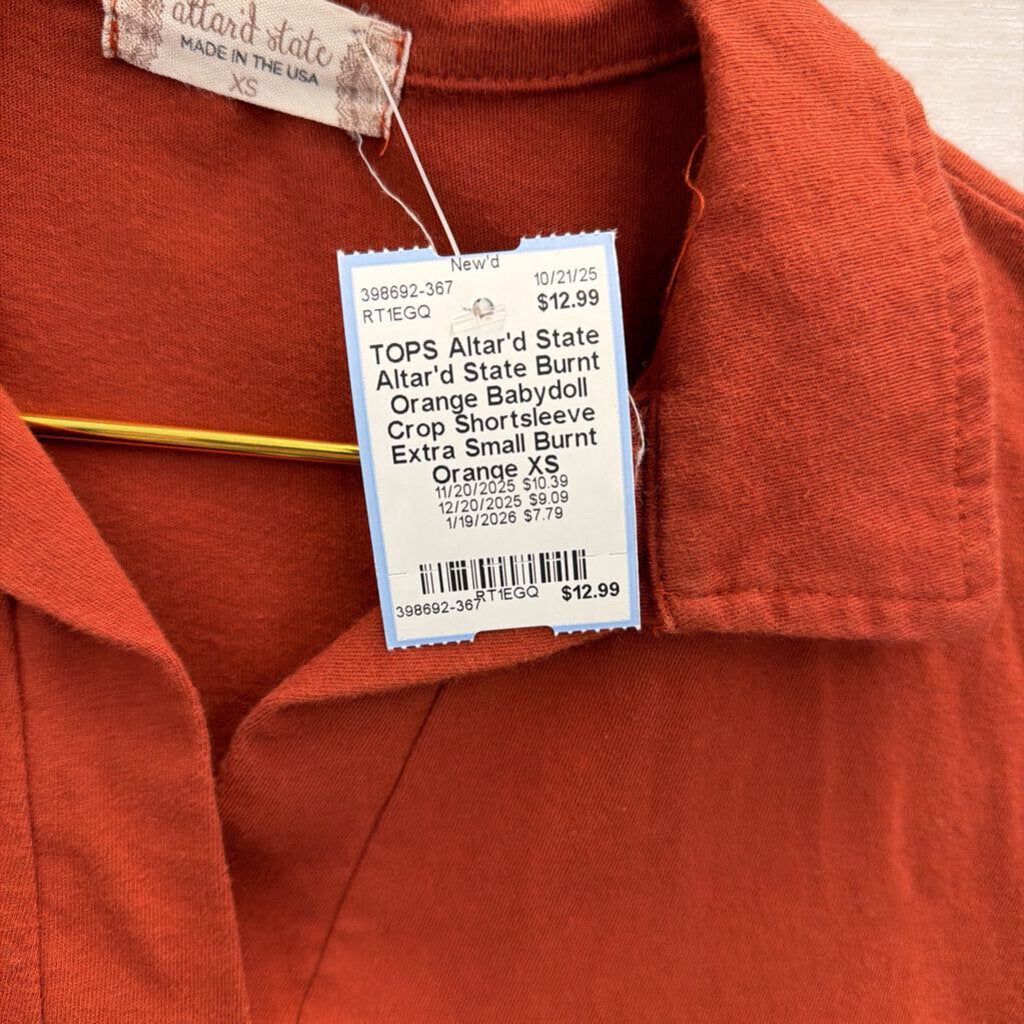 altar'd state
MADE IN THE USA
XS
New'd
398692-367 10/21/25
RT1EGQ $12.99
TOPS Altar'd State
Altar'd State Burnt
Orange Babydoll
Crop Shortsleeve
Extra Small Burnt
Orange XS
11/20/2025 $10.39
12/20/2025 $9.09
1/19/2026 $7.79
398692-367 RT1EGQ $12.99